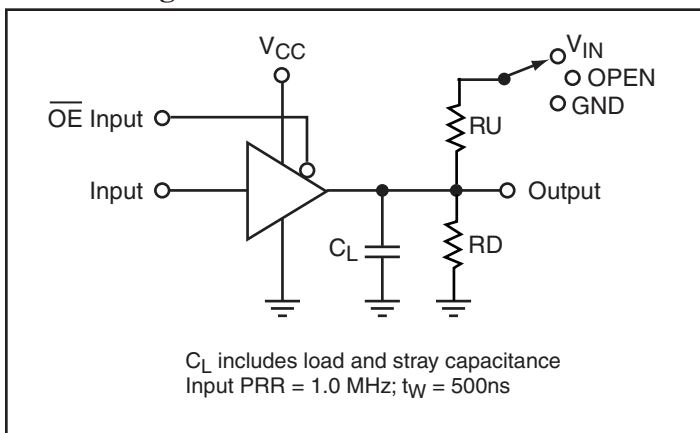 V_CC
V_IN
OPEN
GND
O̅E̅ Input
RU
Input
Output
C_L
RD
C_L includes load and stray capacitance
Input PRR = 1.0 MHz; t_W = 500ns